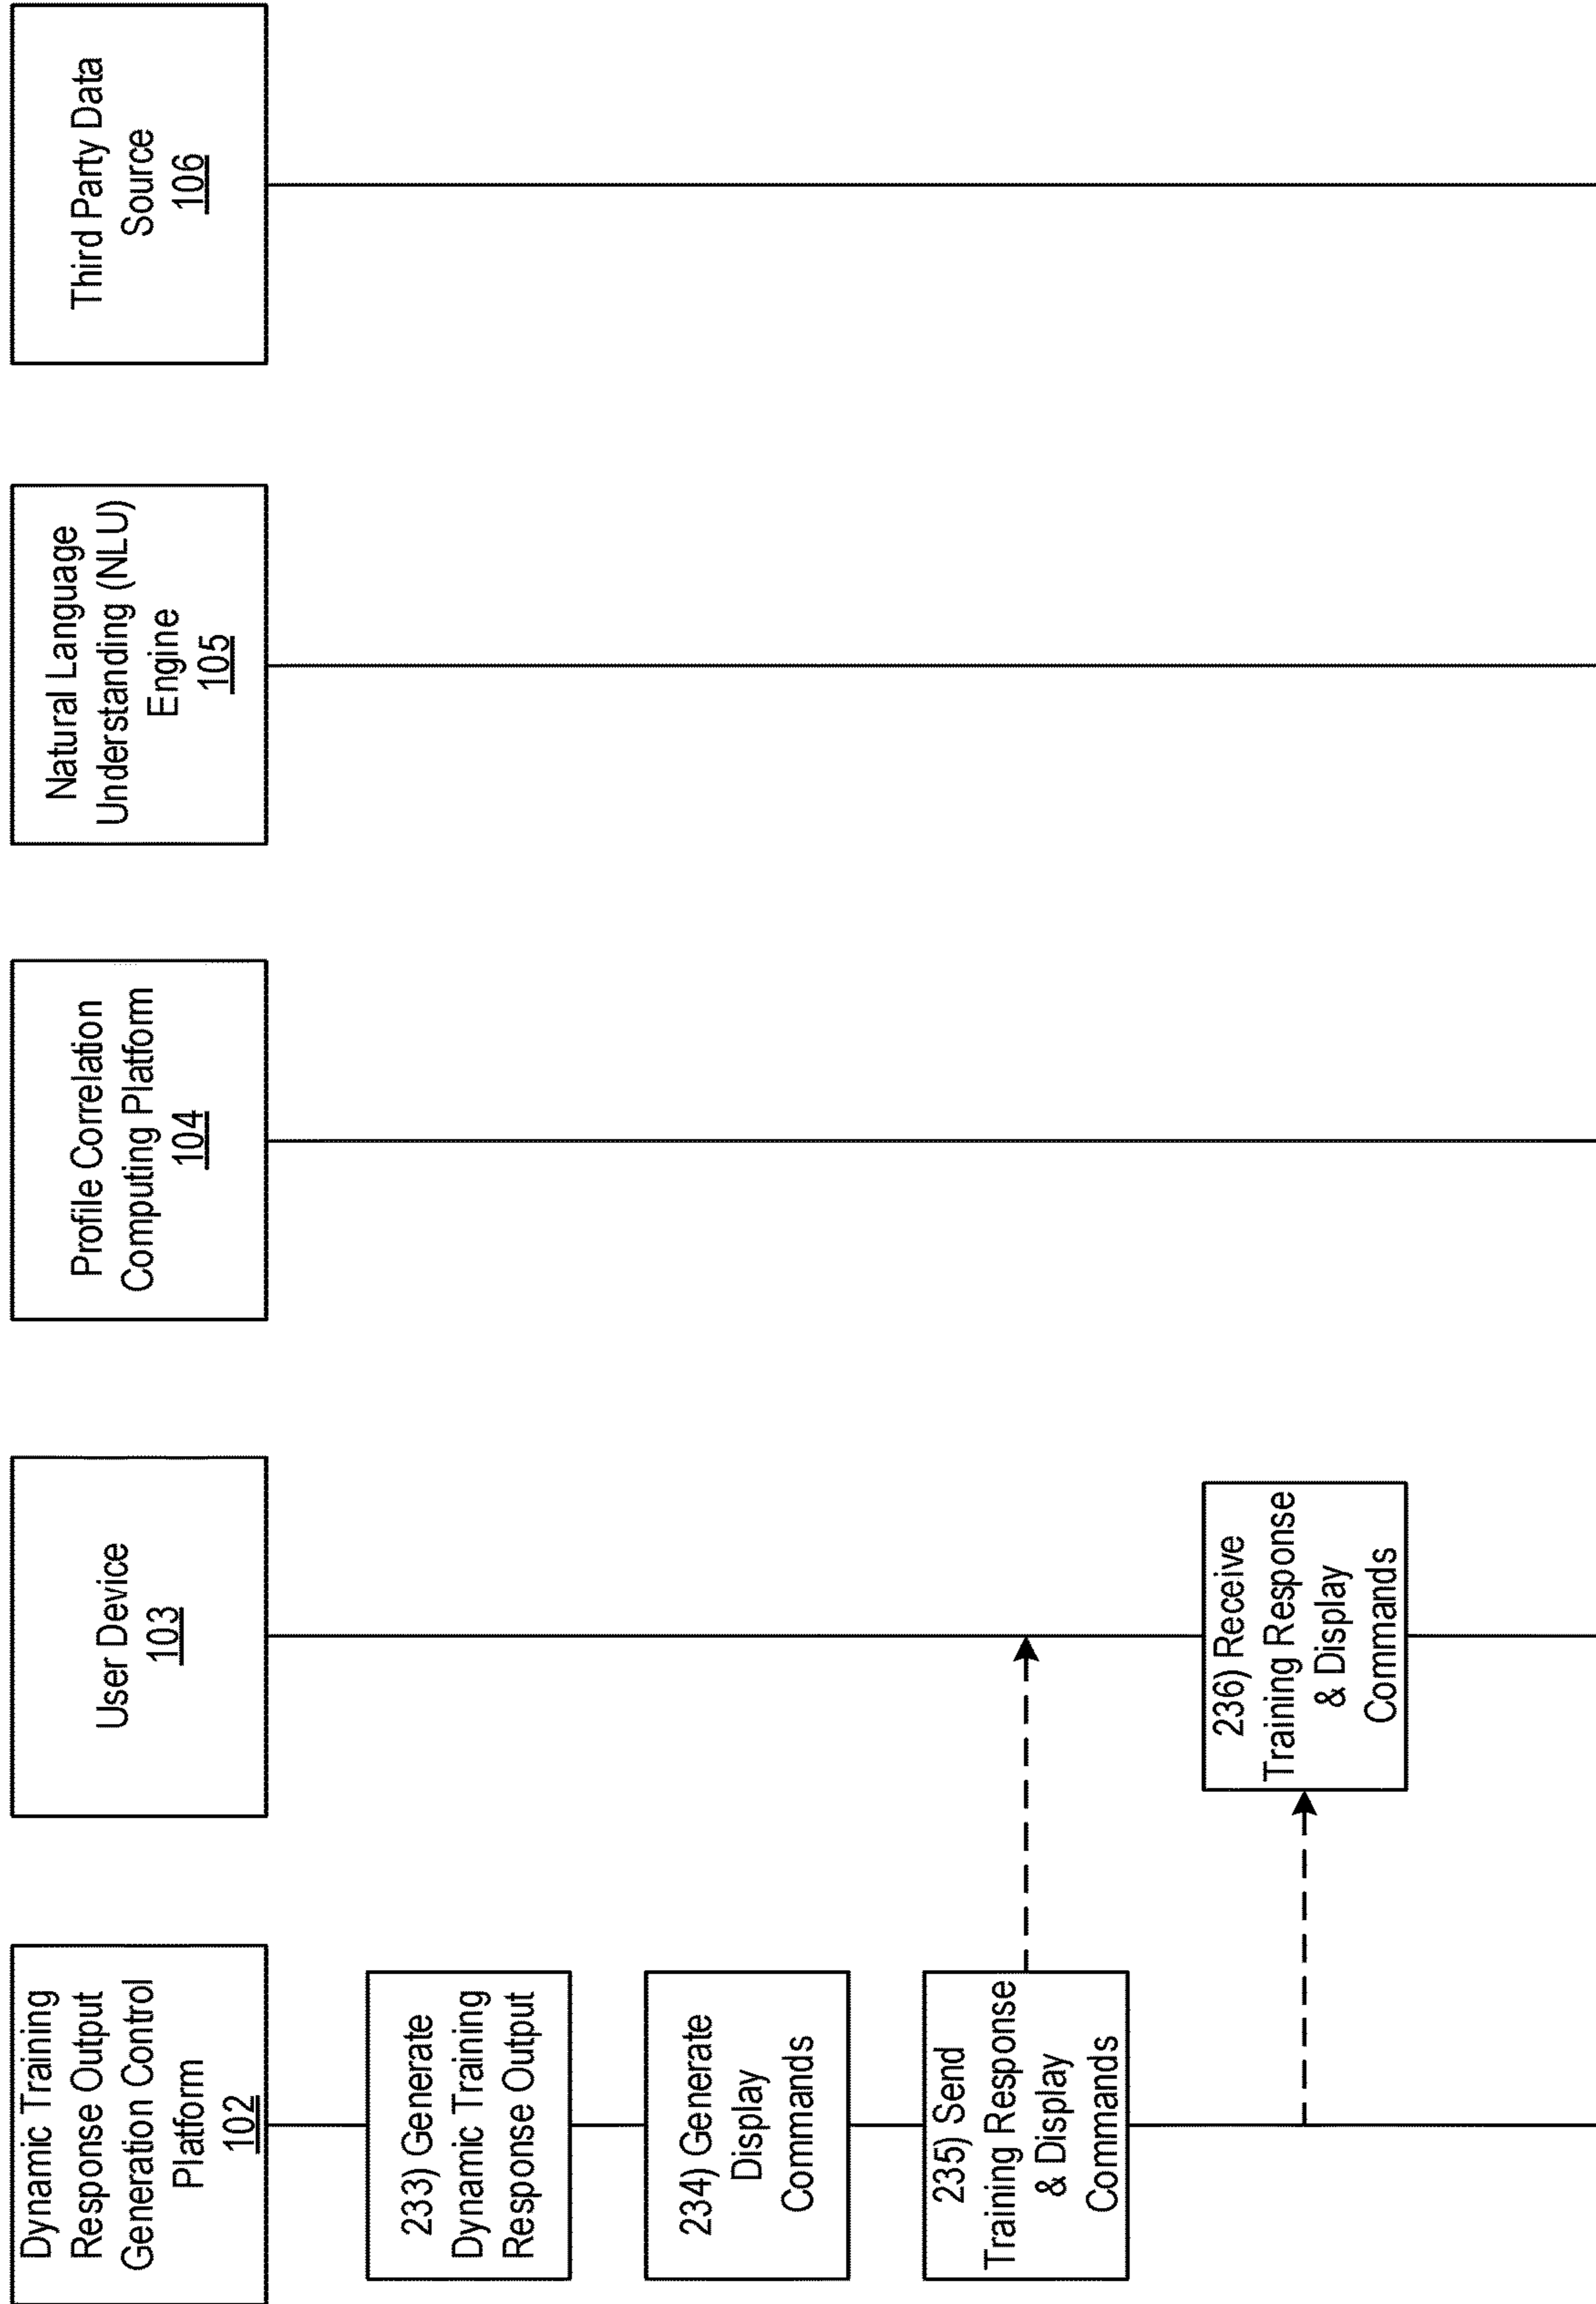 Dynamic Training
Response Output
Generation Control
Platform
102
User Device
103
Profile Correlation
Computing Platform
104
Natural Language
Understanding (NLU)
Engine
105
Third Party Data
Source
106
233) Generate
Dynamic Training
Response Output
234) Generate
Display
Commands
235) Send
Training Response
& Display
Commands
236) Receive
Training Response
& Display
Commands